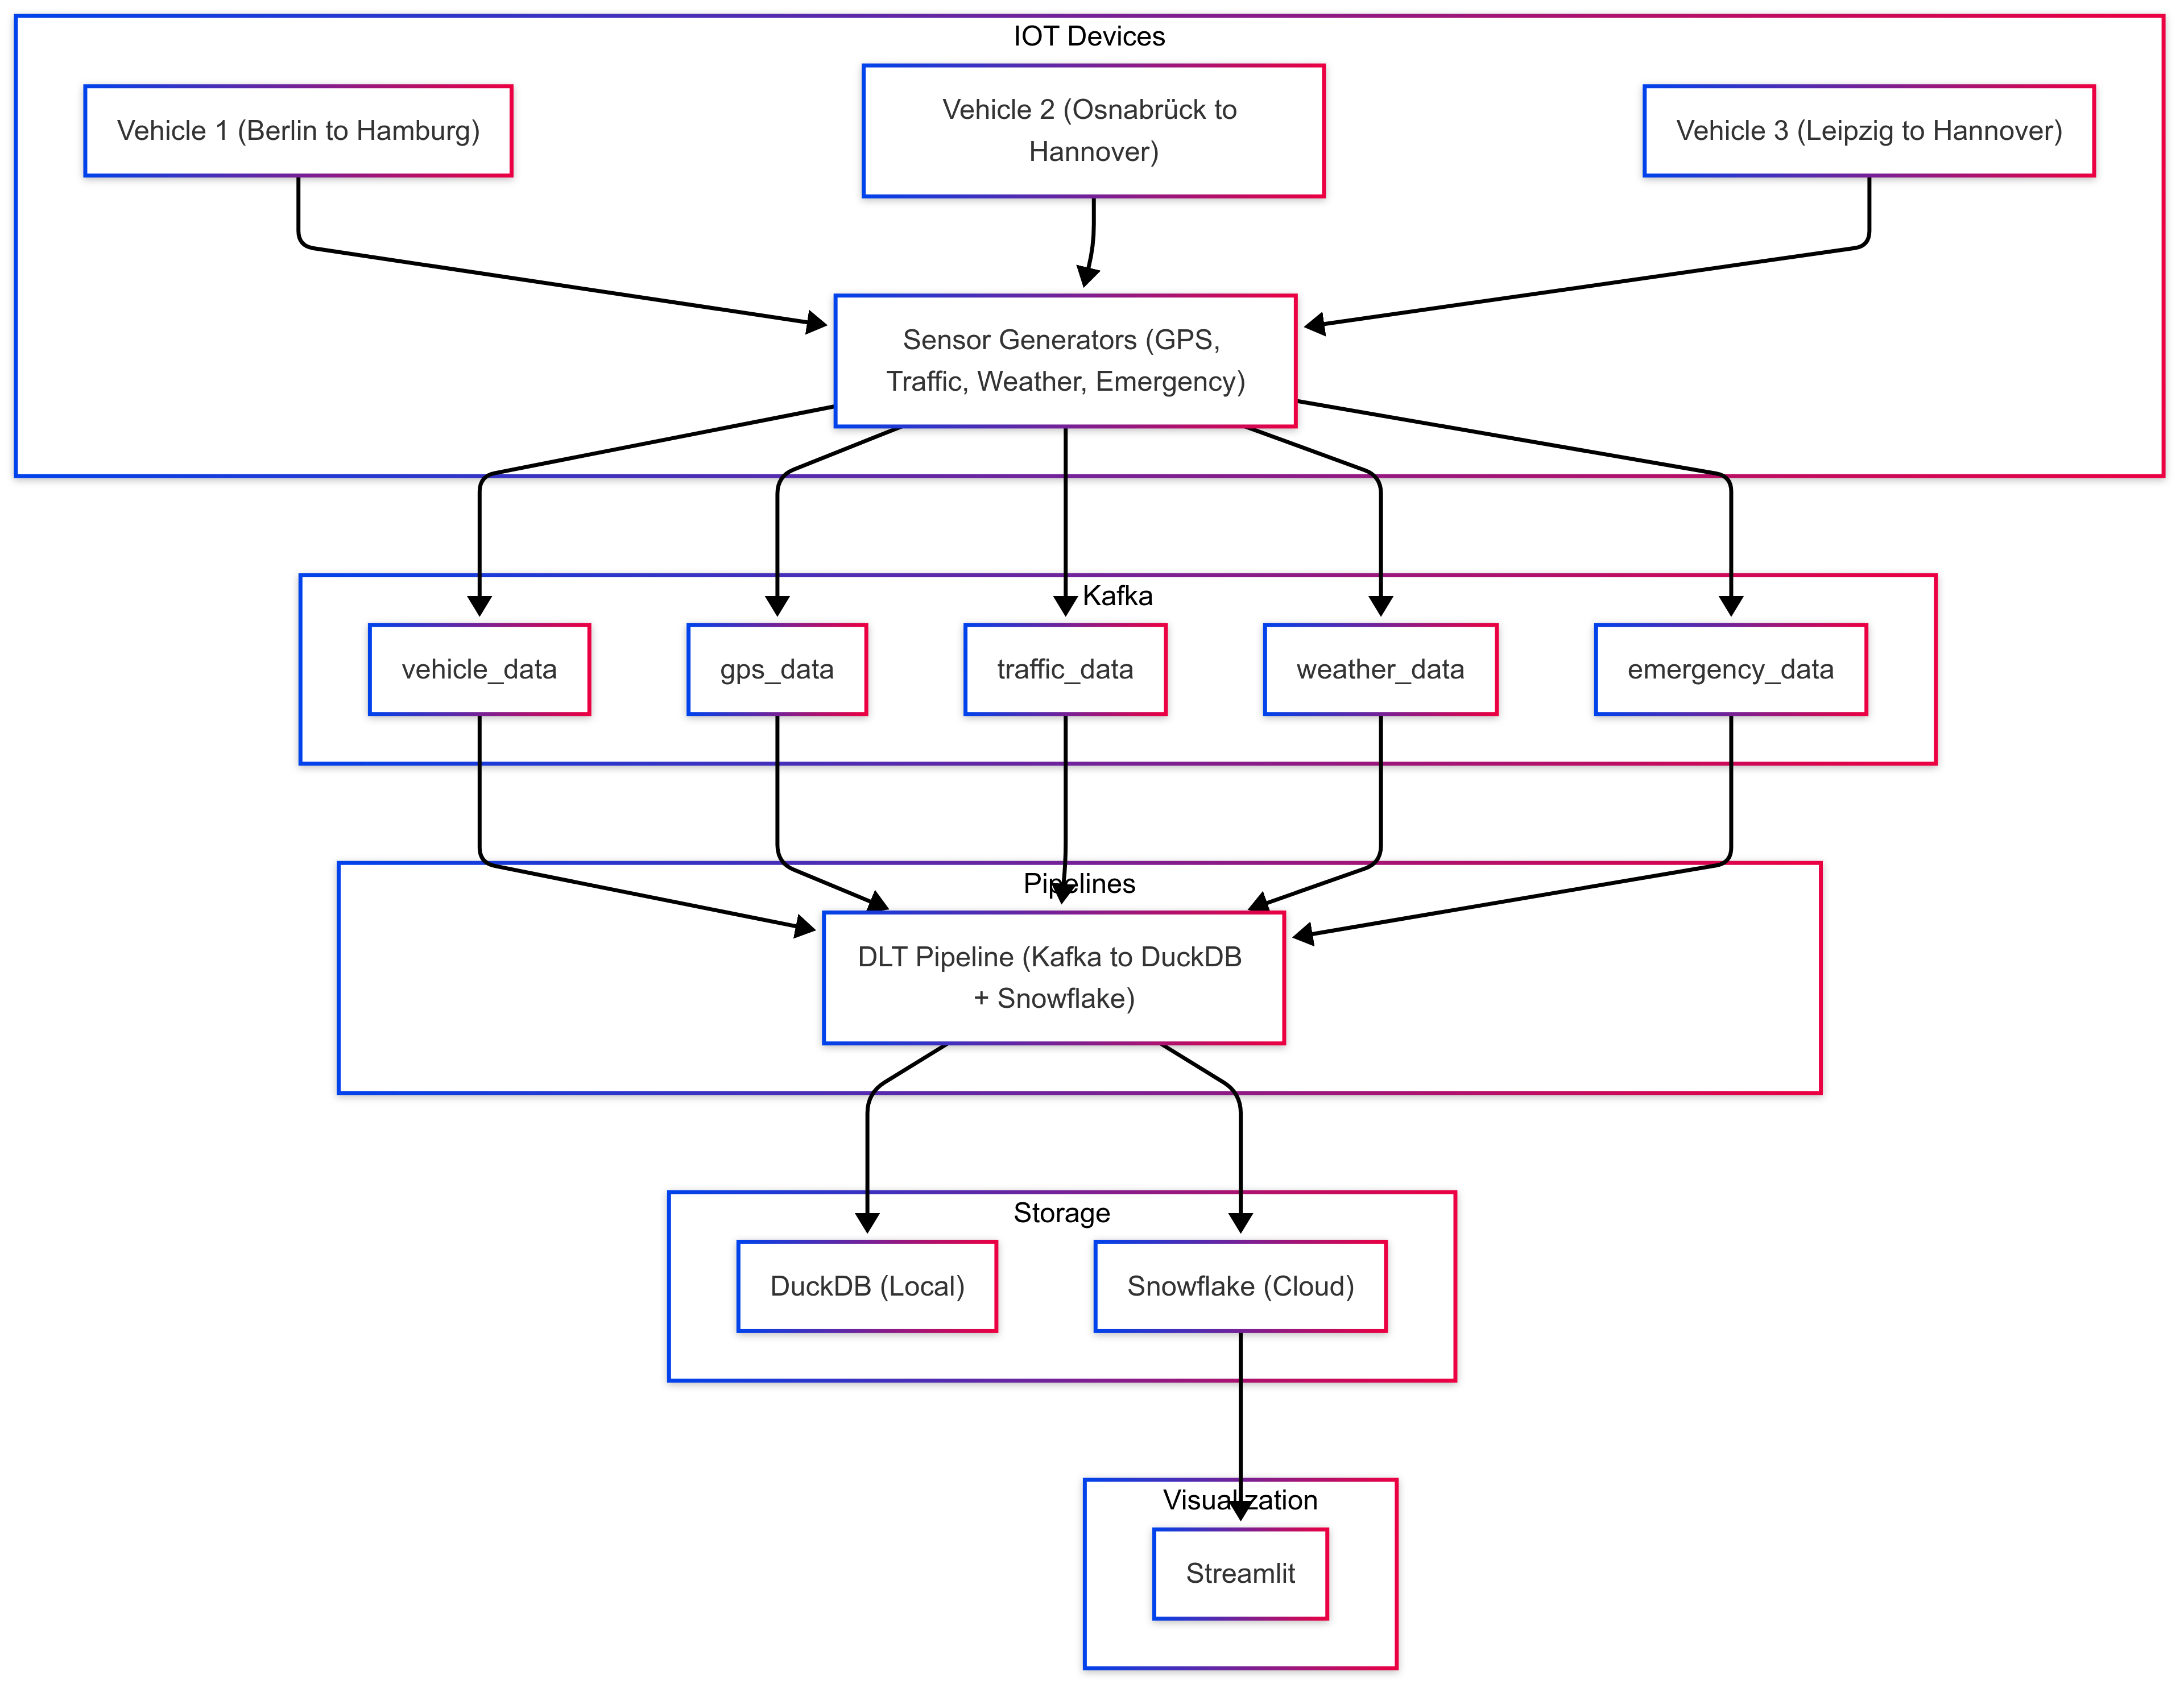 IOT Devices
Vehicle 1 (Berlin to Hamburg)
Vehicle 2 (Osnabrück to
Hannover)
Vehicle 3 (Leipzig to Hannover)
Sensor Generators (GPS,
Traffic, Weather, Emergency)
Kafka
vehicle_data
gps_data
traffic_data
weather_data
emergency_data
Pipelines
DLT Pipeline (Kafka to DuckDB
+ Snowflake)
Storage
DuckDB (Local)
Snowflake (Cloud)
Visualization
Streamlit